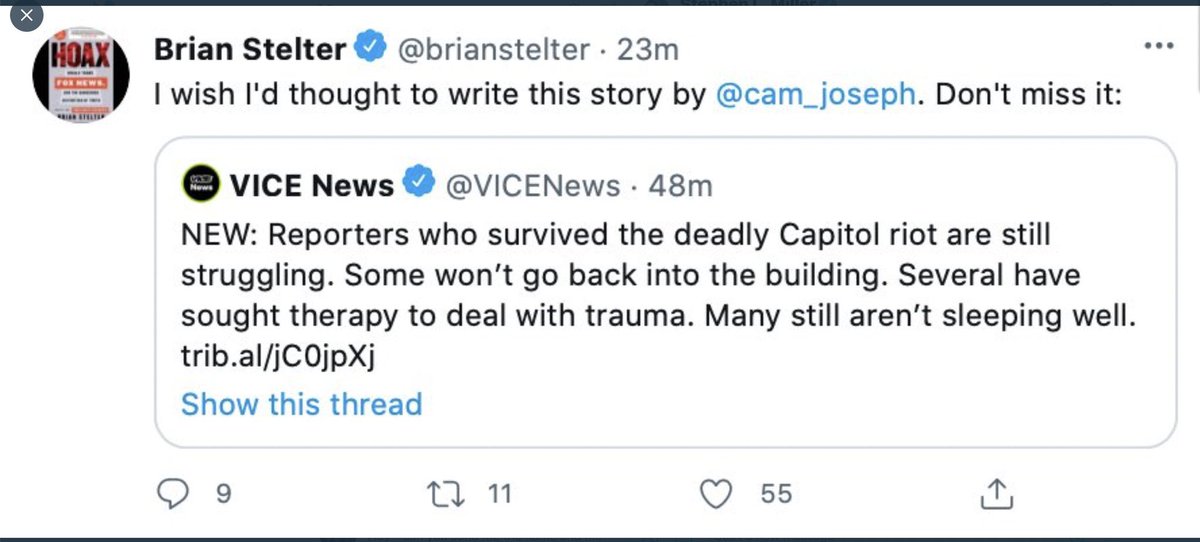 Brian Stelter @brianstelter · 23m
I wish I'd thought to write this story by @cam_joseph. Don't miss it:
HOAX
FOX NEWS
BRIAN STELTER
VICE News @VICENews · 48m
NEW: Reporters who survived the deadly Capitol riot are still
struggling. Some won’t go back into the building. Several have
sought therapy to deal with trauma. Many still aren’t sleeping well.
trib.al/jC0jpXj
Show this thread
9 11 55